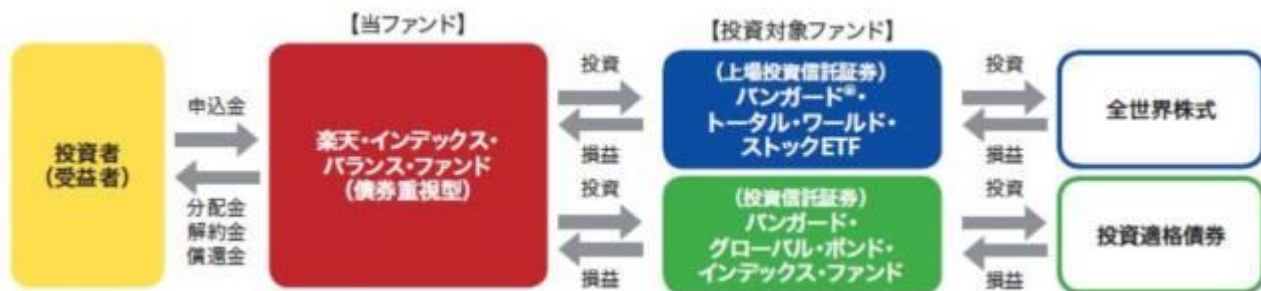 【当ファンド】
【投資対象ファンド】
投資者
(受益者)
申込金
分配金
解約金
償還金
楽天・インデックス・
バランス・ファンド
(債券重視型)
投資
損益
投資
損益
(上場投資信託証券)
バンガード®・
トータル・ワールド・
ストックETF
(投資信託証券)
バンガード・
グローバル・ボンド・
インデックス・ファンド
投資
損益
投資
損益
全世界株式
投資適格債券